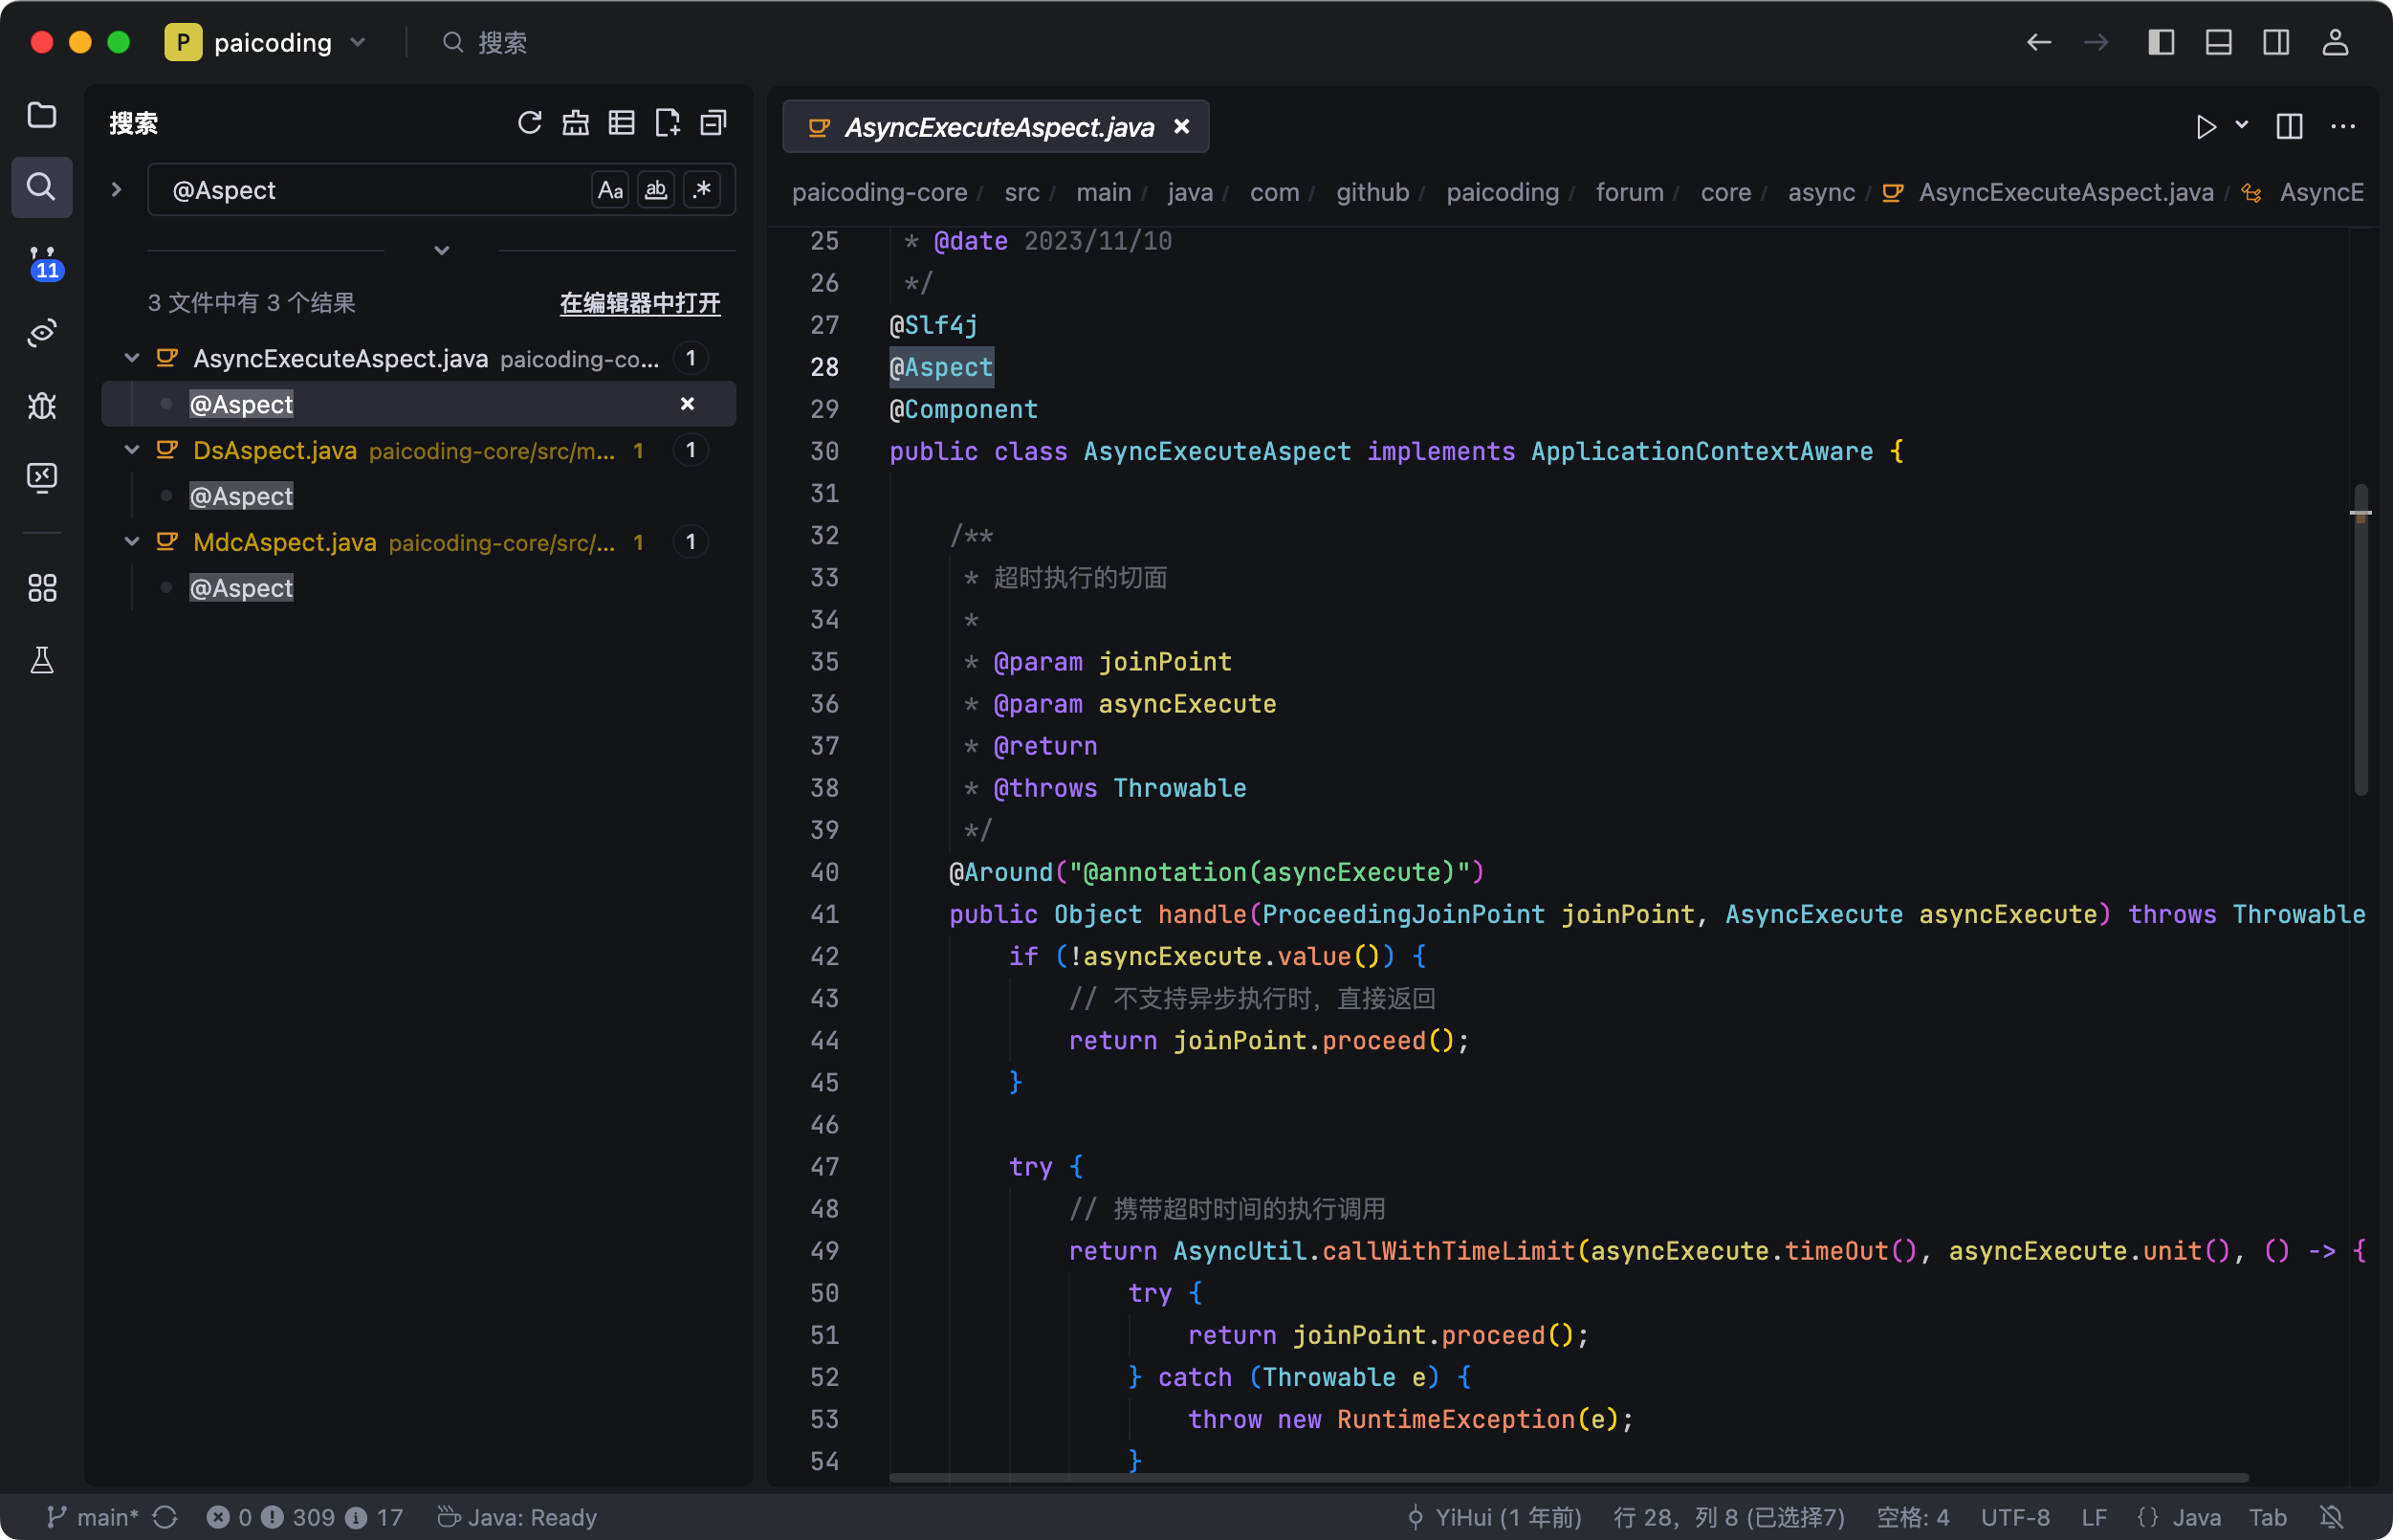 P paicoding
搜索
搜索
@Aspect
Aa
ab
.*
11
3 文件中有 3 个结果
在编辑器中打开
AsyncExecuteAspect.java paicoding-co... 1
@Aspect
DsAspect.java paicoding-core/src/m... 1 1
@Aspect
MdcAspect.java paicoding-core/src/... 1 1
@Aspect
AsyncExecuteAspect.java
paicoding-core / src / main / java / com / github / paicoding / forum / core / async / AsyncExecuteAspect.java / AsyncE
25 * @date 2023/11/10
26 */
27 @Slf4j
28 @Aspect
29 @Component
30 public class AsyncExecuteAspect implements ApplicationContextAware {
31
32 /**
33 * 超时执行的切面
34 *
35 * @param joinPoint
36 * @param asyncExecute
37 * @return
38 * @throws Throwable
39 */
40 @Around("@annotation(asyncExecute)")
41 public Object handle(ProceedingJoinPoint joinPoint, AsyncExecute asyncExecute) throws Throwable
42 if (!asyncExecute.value()) {
43 // 不支持异步执行时，直接返回
44 return joinPoint.proceed();
45 }
46
47 try {
48 // 携带超时时间的执行调用
49 return AsyncUtil.callWithTimeLimit(asyncExecute.timeOut(), asyncExecute.unit(), () -> {
50 try {
51 return joinPoint.proceed();
52 } catch (Throwable e) {
53 throw new RuntimeException(e);
54 }
main* 0 309 17 Java: Ready
YiHui (1 年前) 行 28，列 8 (已选择7) 空格: 4 UTF-8 LF {} Java Tab